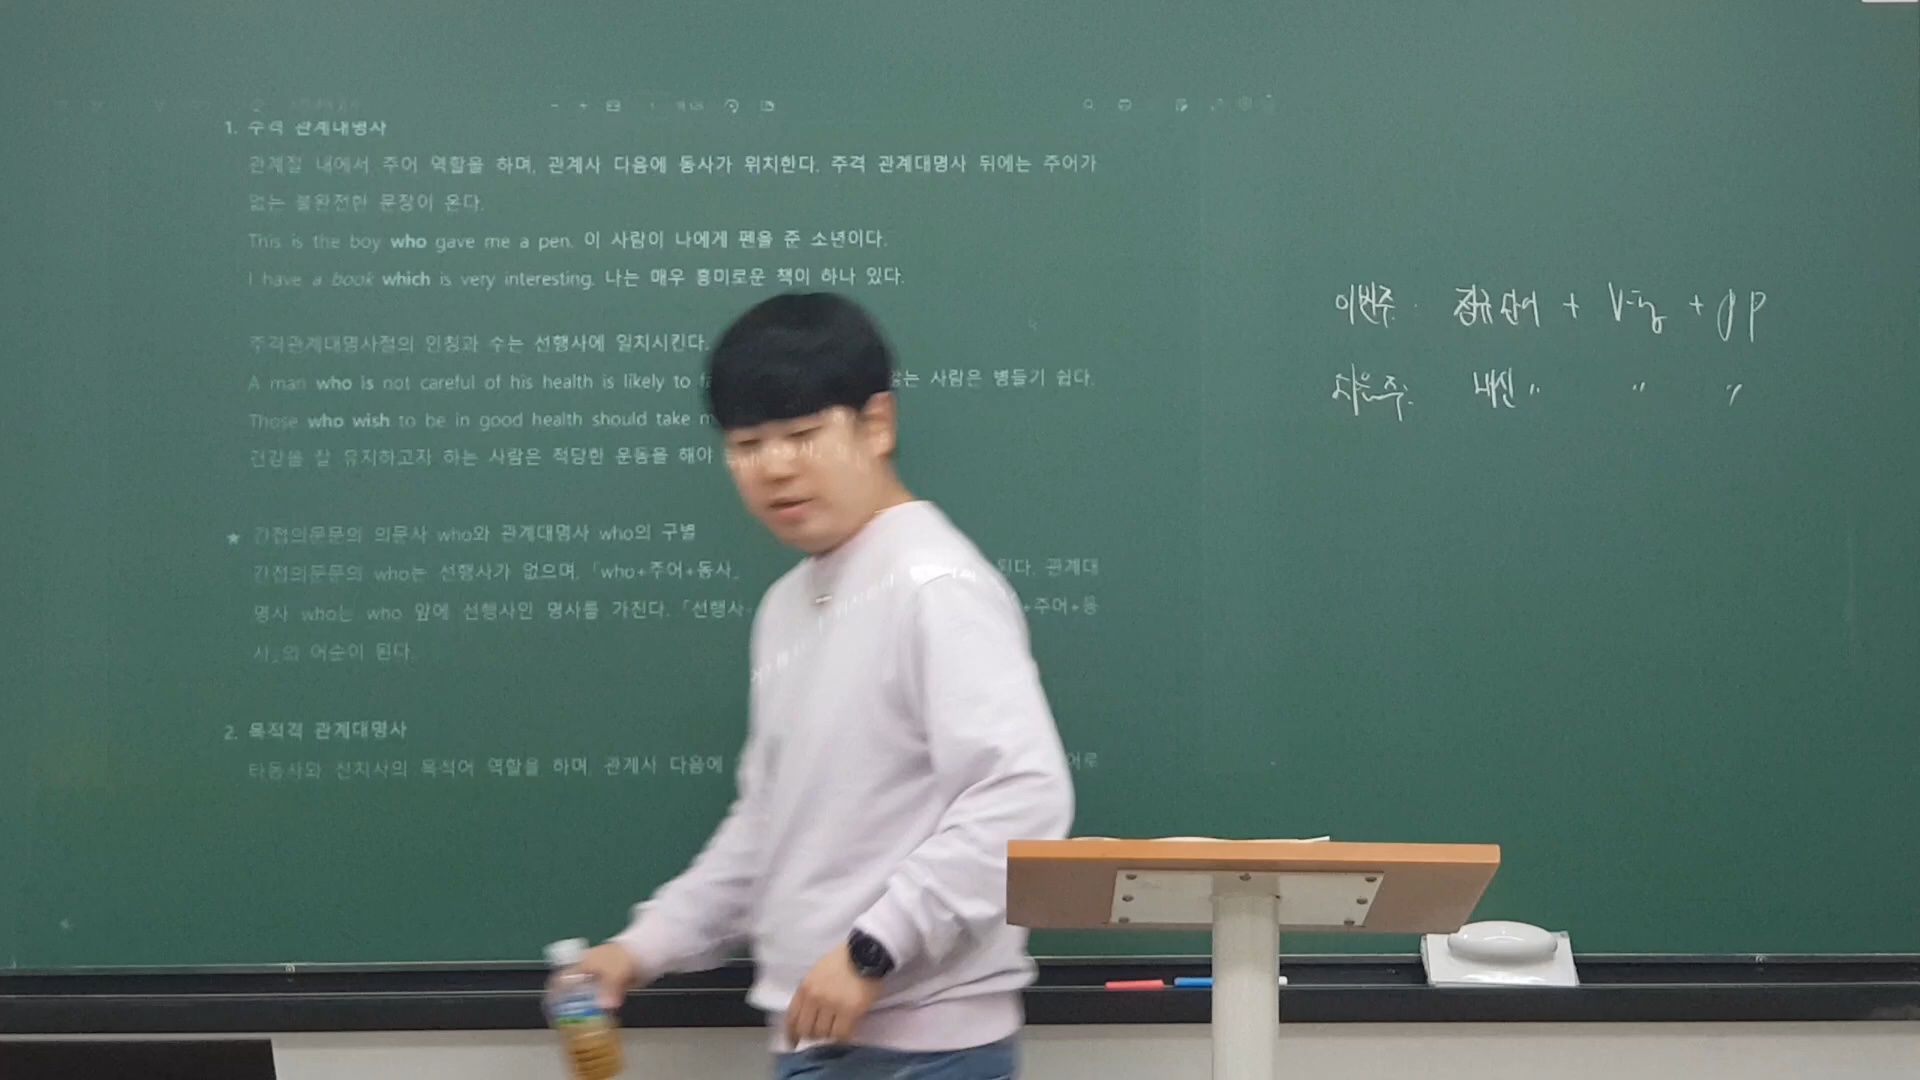 1. 주격 관계대명사
관계절 내에서 주어 역할을 하며, 관계사 다음에 동사가 위치한다. 주격 관계대명사 뒤에는 주어가
없는 불완전한 문장이 온다.
This is the boy who gave me a pen. 이 사람이 나에게 펜을 준 소년이다.
I have a book which is very interesting. 나는 매우 흥미로운 책이 하나 있다.
주격관계대명사절의 인칭과 수는 선행사에 일치시킨다.
A man who is not careful of his health is likely to 않는 사람은 병들기 쉽다.
Those who wish to be in good health should take
건강을 잘 유지하고자 하는 사람은 적당한 운동을 해야
★ 간접의문문의 의문사 who와 관계대명사 who의 구별
간접의문문의 who는 선행사가 없으며, 「who+주어+동사」 된다. 관계대
명사 who는 who 앞에 선행사인 명사를 가진다. 「선행사+ +주어+동
사」의 어순이 된다.
2. 목적격 관계대명사
타동사와 전치사의 목적어 역할을 하며, 관계사 다음에 어로
이번주: 정규 단어 + V-ing + pp
다음주: 내신 〃 〃 〃